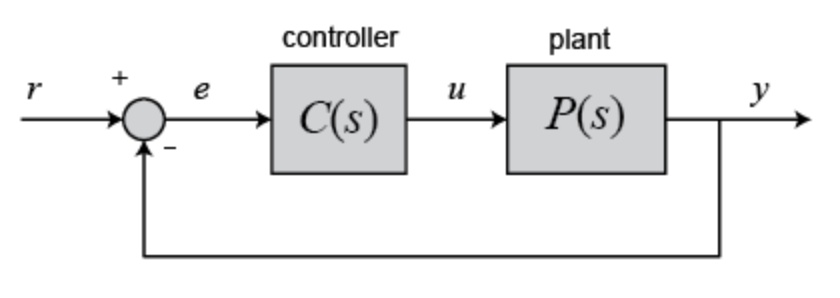 controller plant
r + e C(s) u P(s) y
−